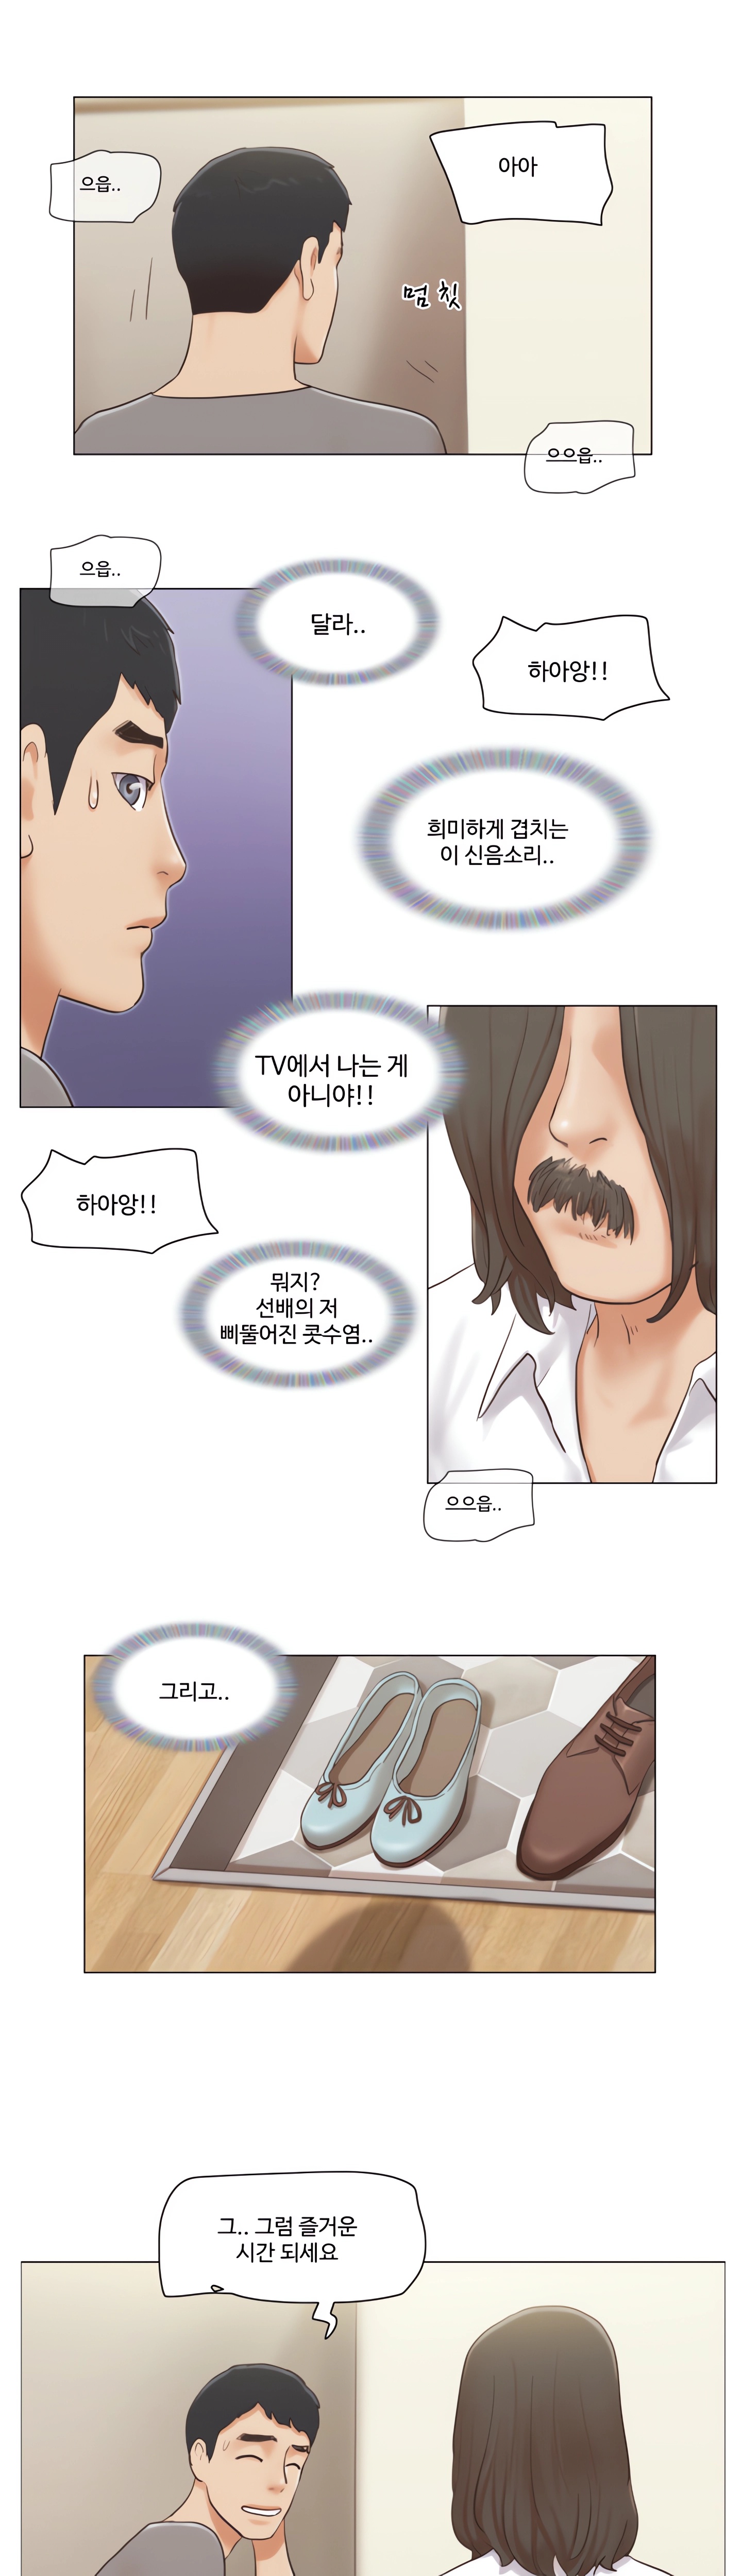 으읍..
아아
멈칫
으으읍..
으읍..
달라..
하아앙!!
희미하게 겹치는
이 신음소리..
TV에서 나는 게
아니야!!
하아앙!!
뭐지?
선배의 저
삐뚤어진 콧수염..
으으읍..
그리고..
그.. 그럼 즐거운
시간 되세요